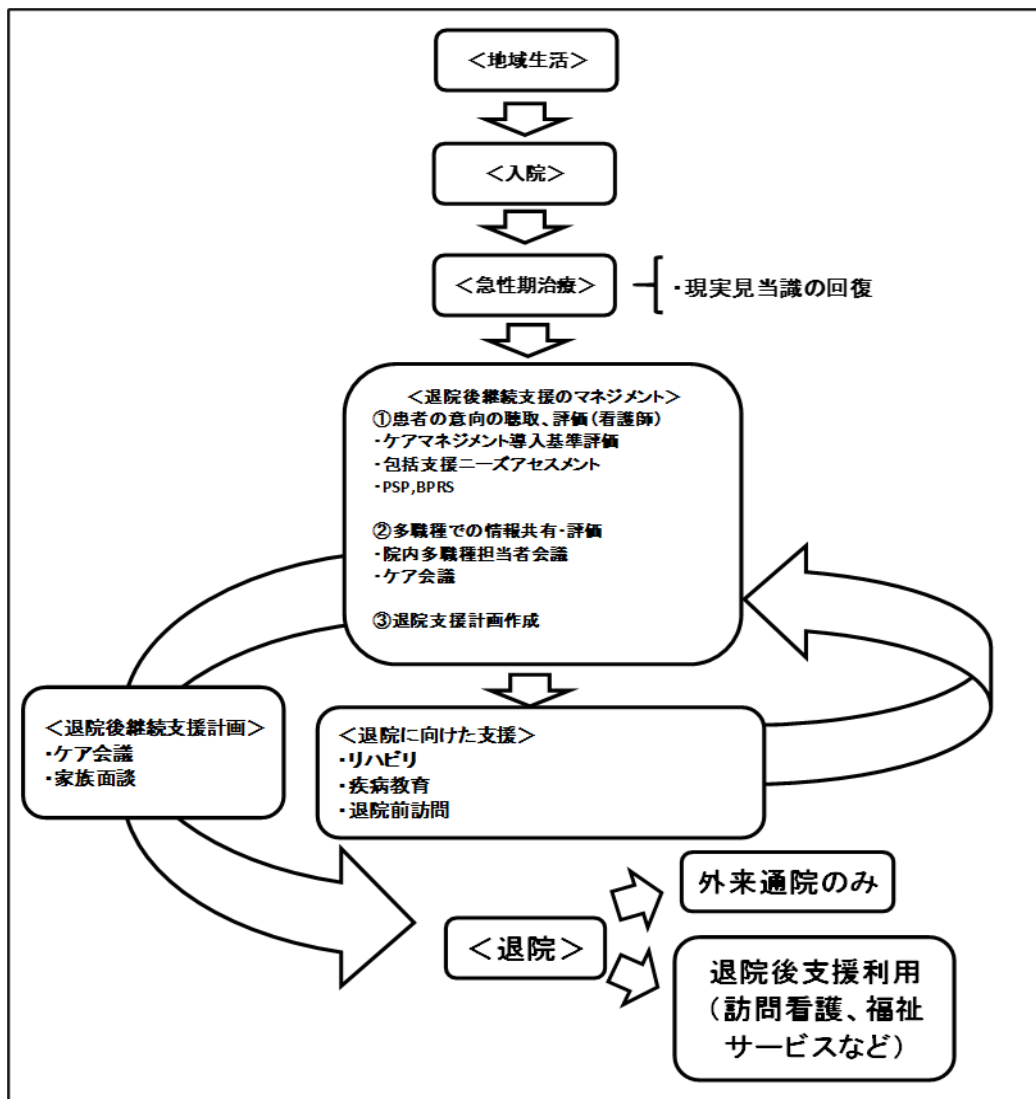 ＜地域生活＞
＜入院＞
＜急性期治療＞
・現実見当識の回復
＜退院後継続支援のマネジメント＞
①患者の意向の聴取、評価（看護師）
・ケアマネジメント導入基準評価
・包括支援ニーズアセスメント
・PSP,BPRS
②多職種での情報共有・評価
・院内多職種担当者会議
・ケア会議
③退院支援計画作成
＜退院後継続支援計画＞
・ケア会議
・家族面談
＜退院に向けた支援＞
・リハビリ
・疾病教育
・退院前訪問
＜退院＞
外来通院のみ
退院後支援利用
（訪問看護、福祉
サービスなど）